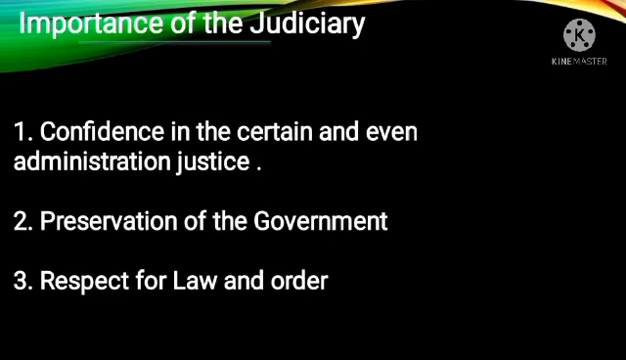 Importance of the Judiciary
KINEMASTER
1. Confidence in the certain and even
administration justice .
2. Preservation of the Government
3. Respect for Law and order